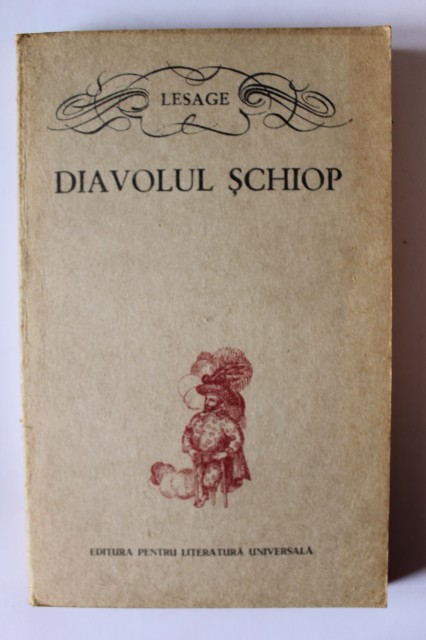 LESAGE
DIAVOLUL ȘCHIOP
EDITURA PENTRU LITERATURĂ UNIVERSALĂ